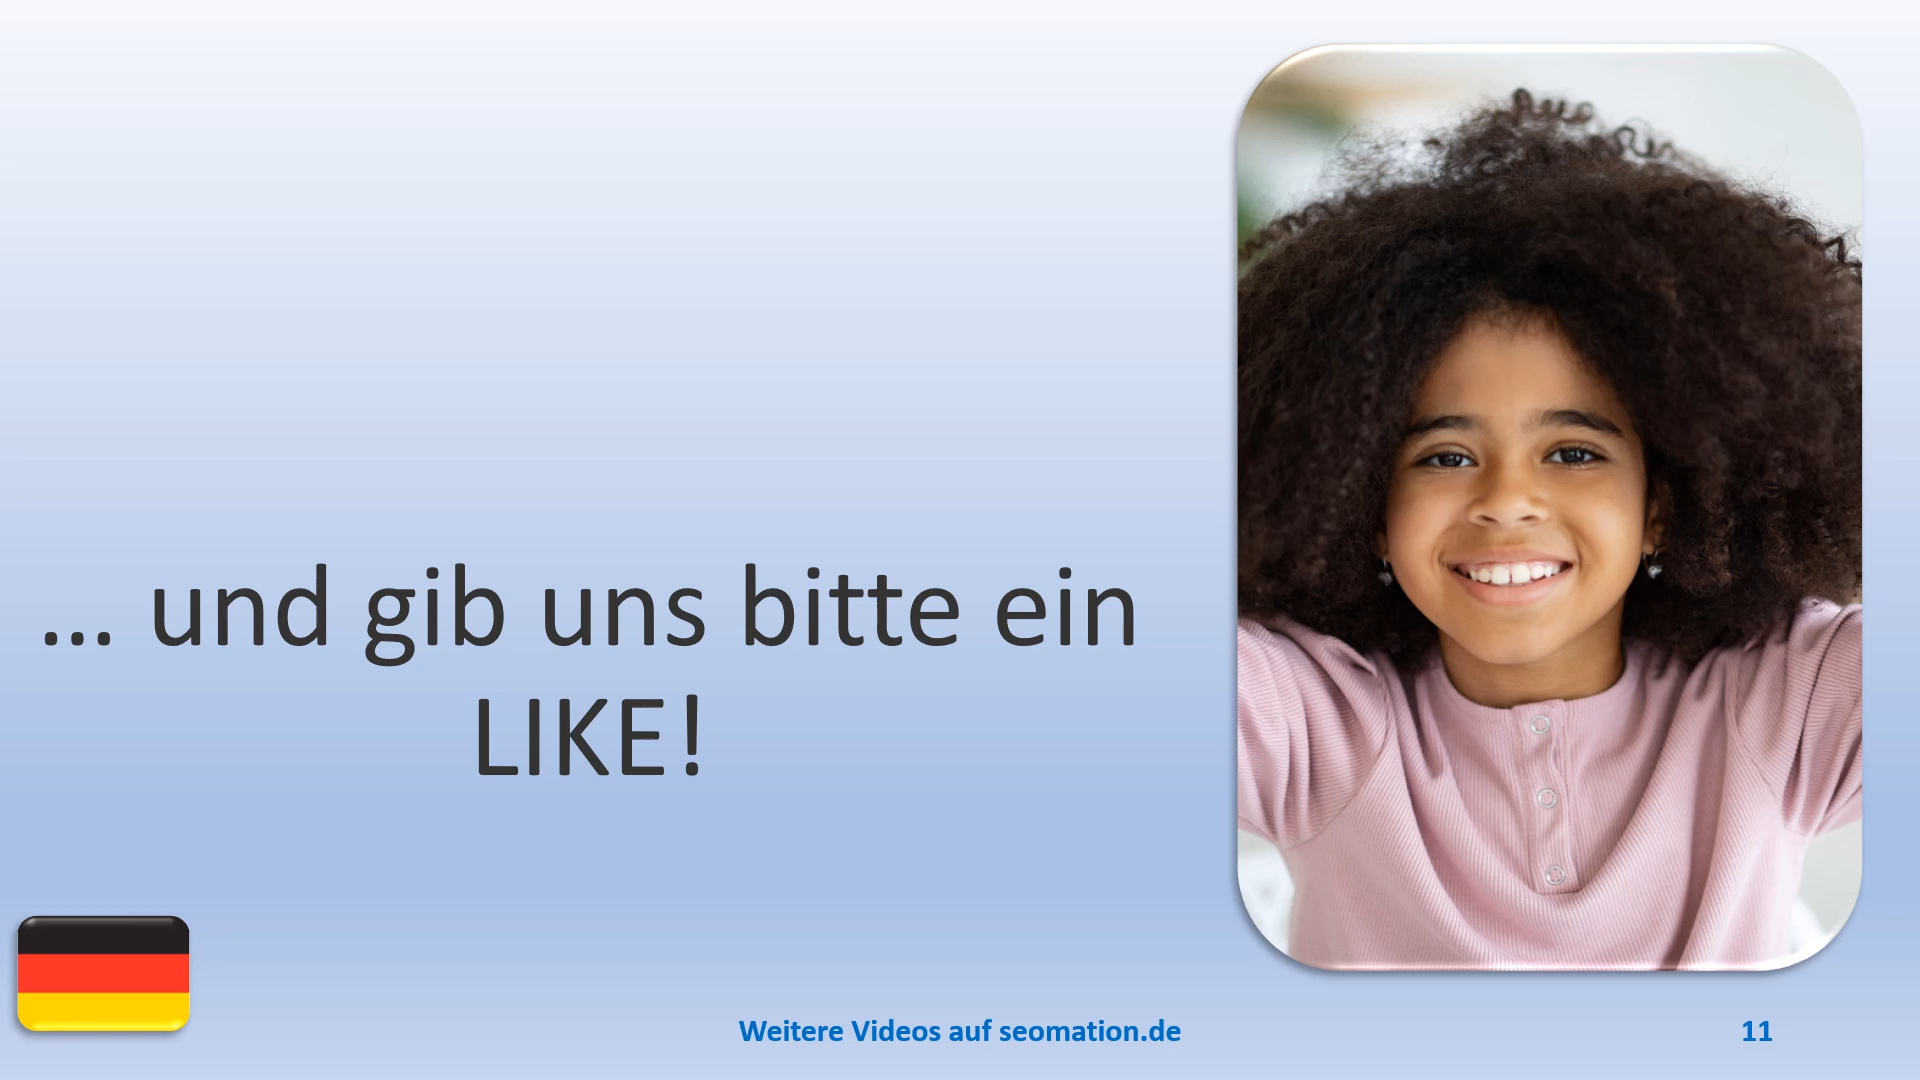 ... und gib uns bitte ein
LIKE!
Weitere Videos auf seomation.de
11